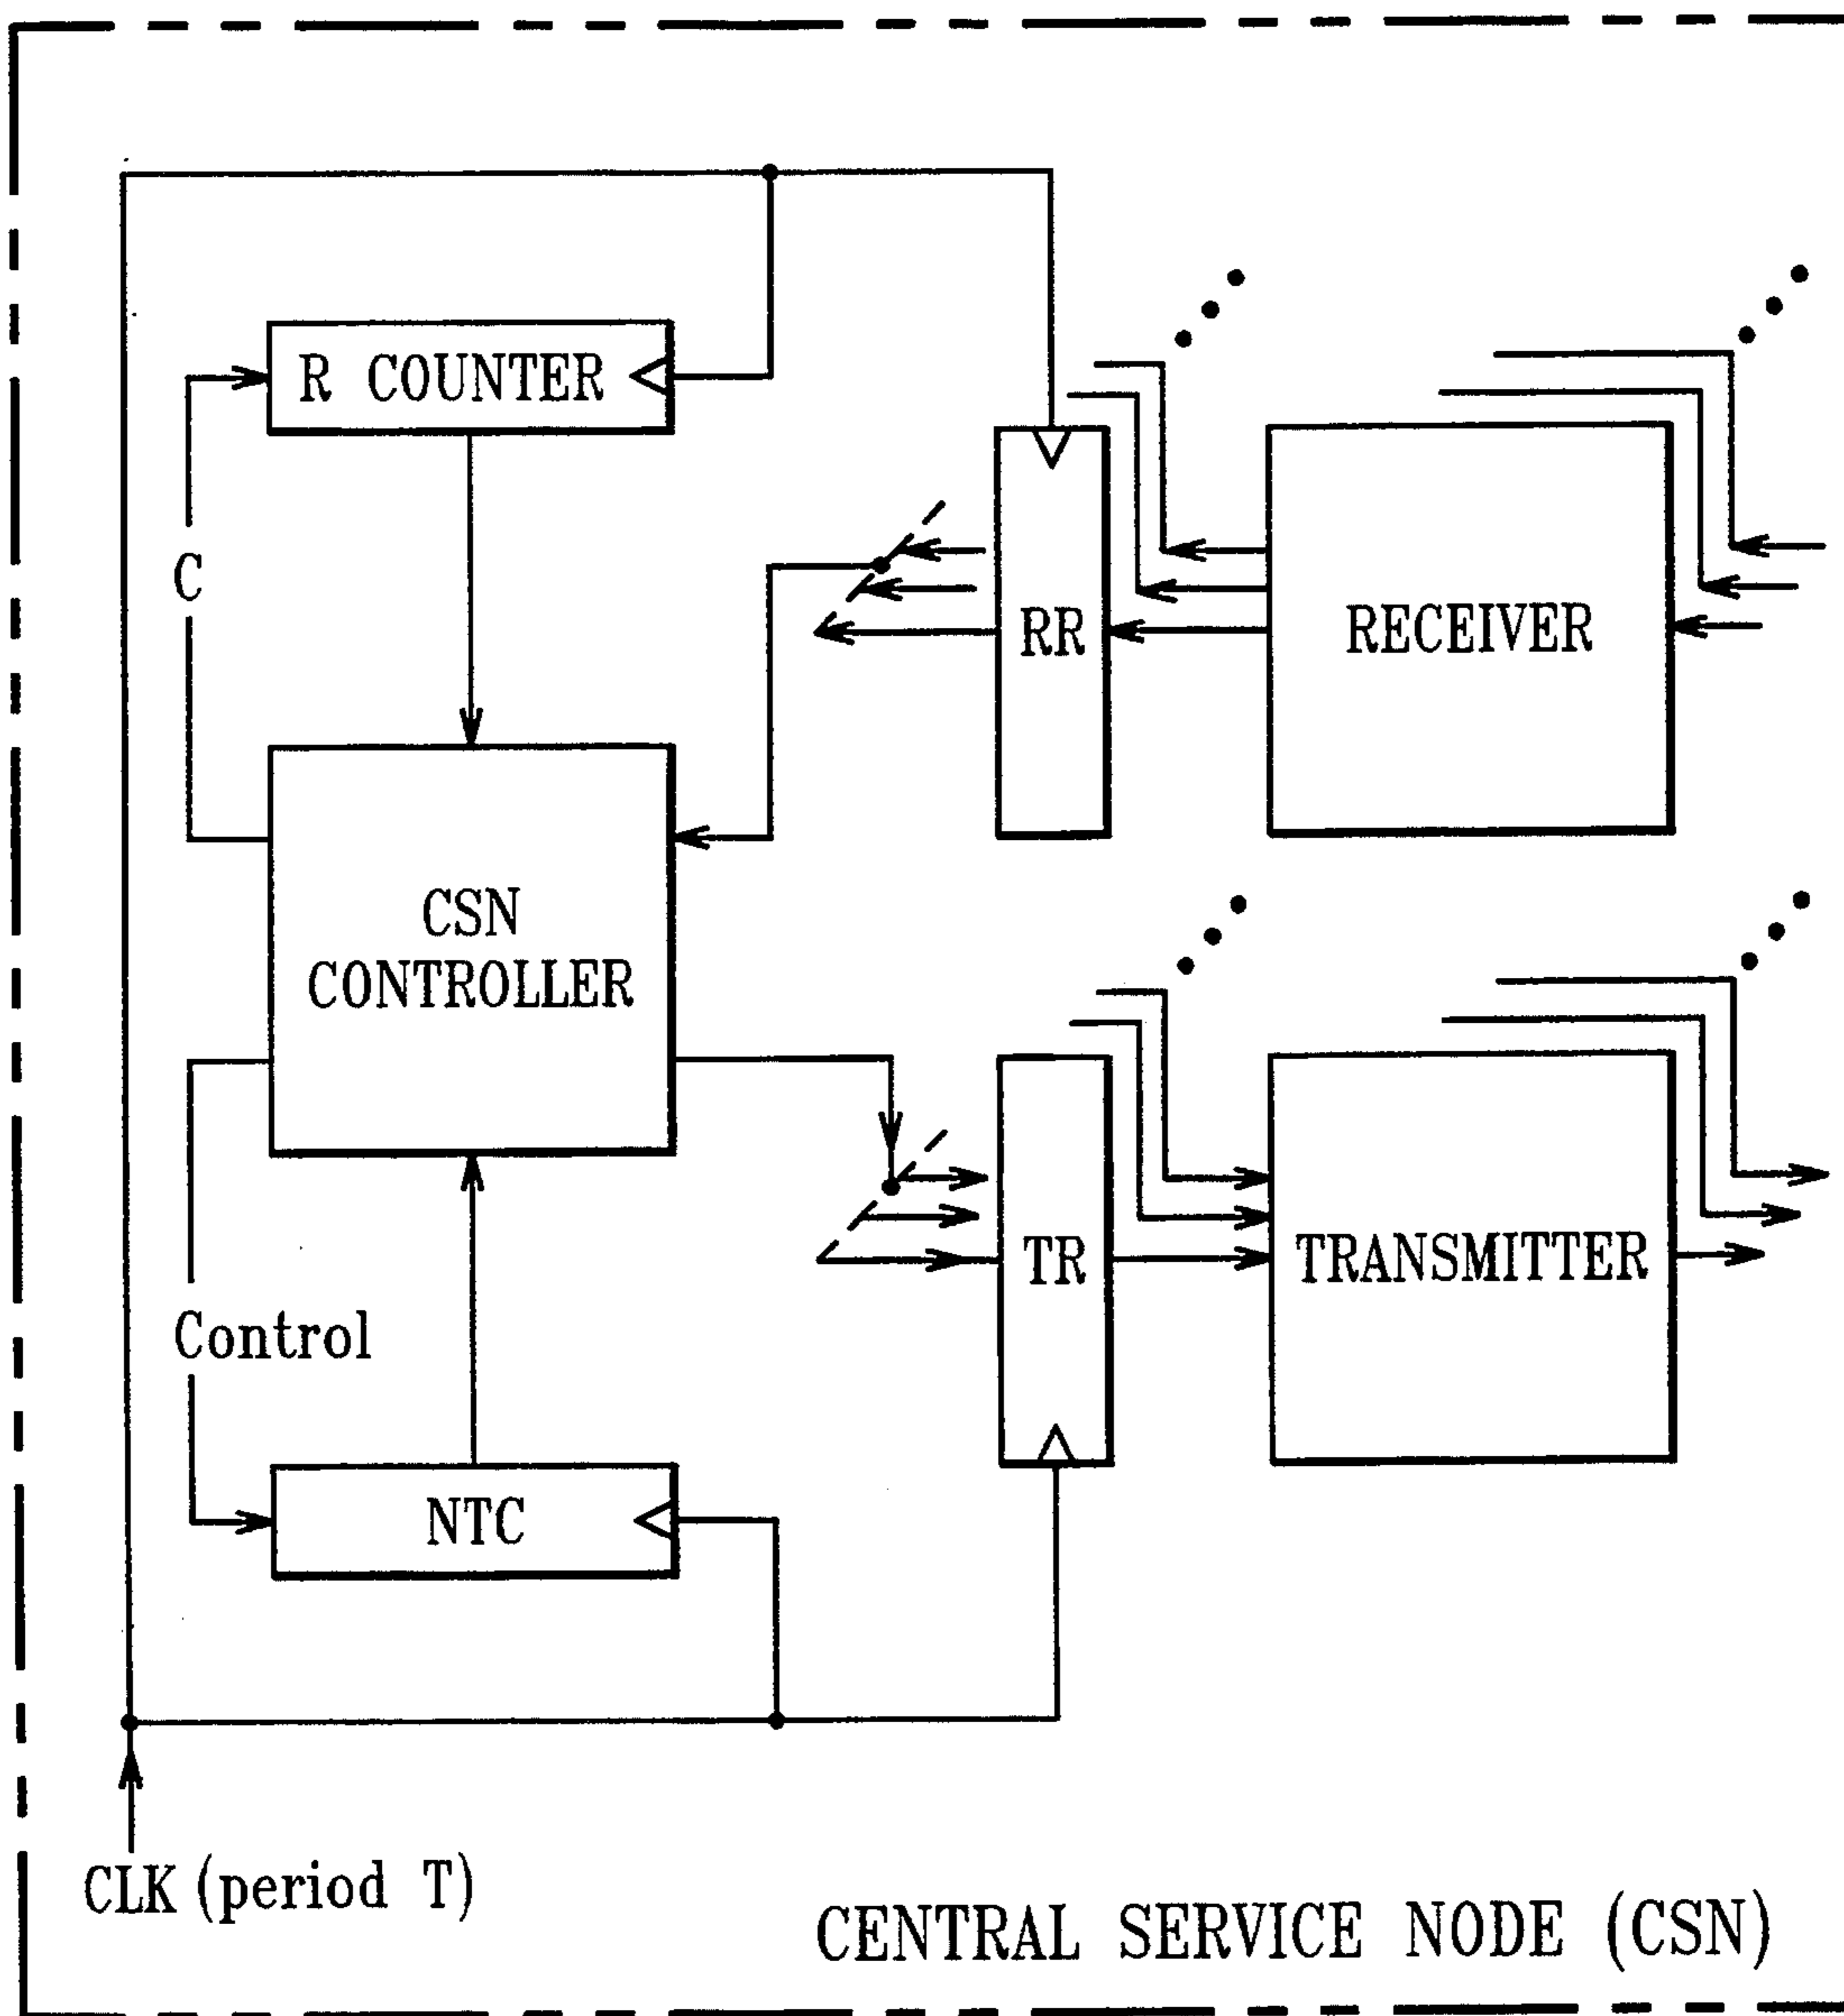 R COUNTER
C
RR
RECEIVER
CSN
CONTROLLER
TR
TRANSMITTER
Control
NTC
CLK (period T)
CENTRAL SERVICE NODE (CSN)